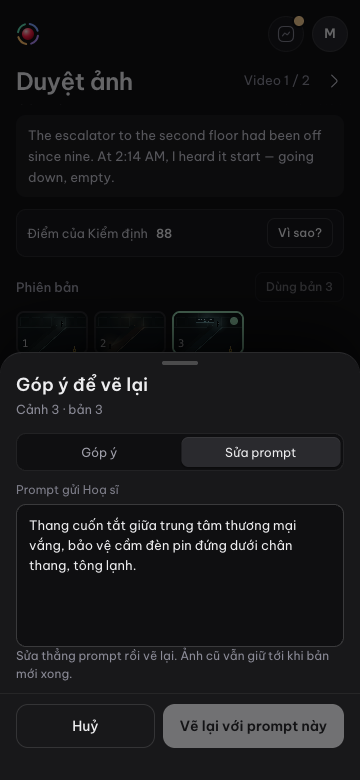 M
Duyệt ảnh
Video 1 / 2
The escalator to the second floor had been off
since nine. At 2:14 AM, I heard it start — going
down, empty.
Điểm của Kiểm định 88
Vì sao?
Phiên bản
Dùng bản 3
1
2
3
Góp ý để vẽ lại
Cảnh 3 · bản 3
Góp ý
Sửa prompt
Prompt gửi Hoạ sĩ
Thang cuốn tắt giữa trung tâm thương mại
vắng, bảo vệ cầm đèn pin đứng dưới chân
thang, tông lạnh.
Sửa thẳng prompt rồi vẽ lại. Ảnh cũ vẫn giữ tới khi bản
mới xong.
Huỷ
Vẽ lại với prompt này